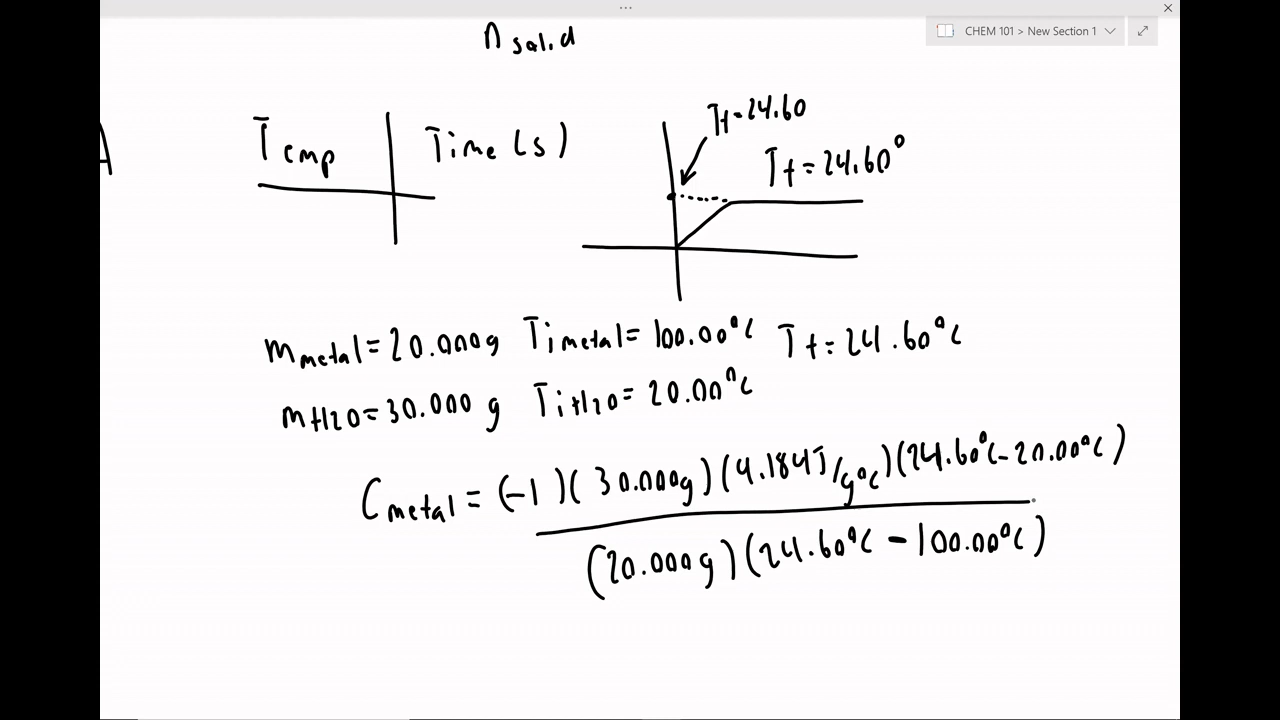 CHEM 101 > New Section 1
n solid
Tf=24.60
Temp Time (s)
Tf=24.60°
m metal=20.000g Ti metal=100.00°C Tf=24.60°C
m H2O=30.000 g Ti H2O=20.00°C
C metal = (-1)(30.000g)(4.184J/g°C)(24.60°C-20.00°C)
(20.000g)(24.60°C - 100.00°C)